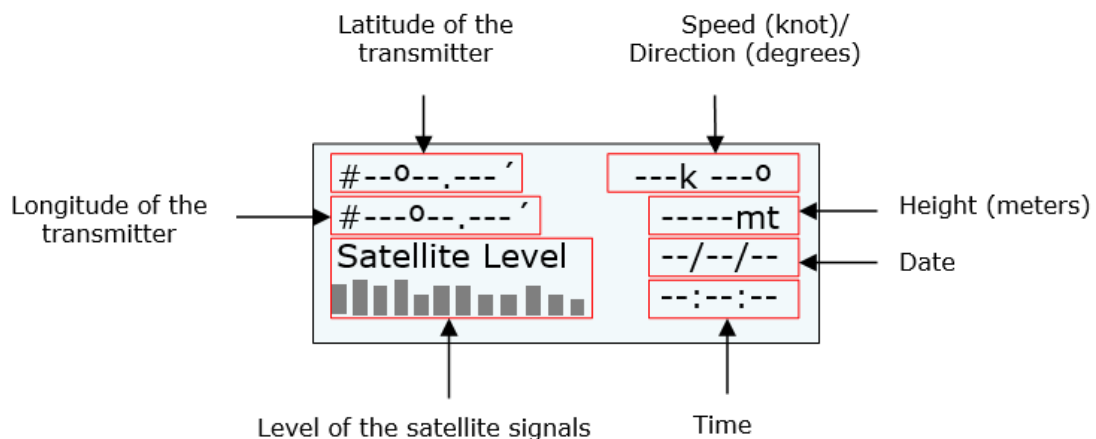 Latitude of the
transmitter
Speed (knot)/
Direction (degrees)
#--º--.---´
---k ---º
Longitude of the
transmitter
#---º--.---´
-----mt
Height (meters)
Satellite Level
--/--/--
Date
--:--:--
Level of the satellite signals
Time